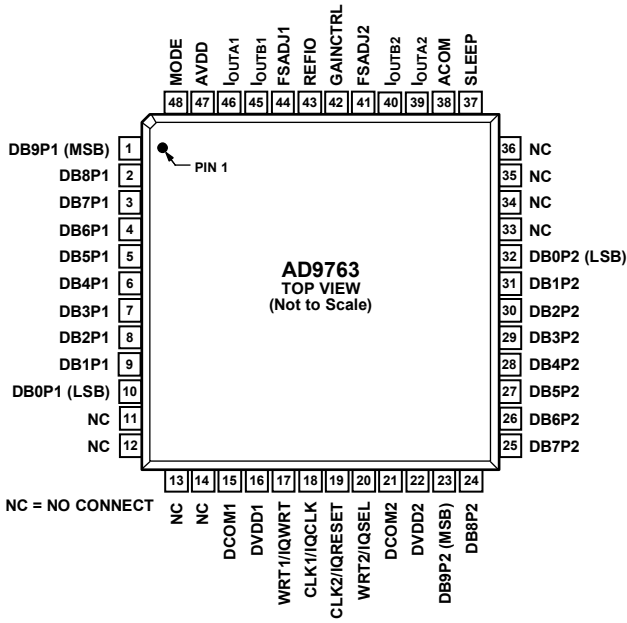 MODE
AVDD
IOUTA1
IOUTB1
FSADJ1
REFIO
GAINCTRL
FSADJ2
IOUTB2
IOUTA2
ACOM
SLEEP
48 47 46 45 44 43 42 41 40 39 38 37
DB9P1 (MSB) 1
DB8P1 2
DB7P1 3
DB6P1 4
DB5P1 5
DB4P1 6
DB3P1 7
DB2P1 8
DB1P1 9
DB0P1 (LSB) 10
NC 11
NC 12
PIN 1
AD9763
TOP VIEW
(Not to Scale)
36 NC
35 NC
34 NC
33 NC
32 DB0P2 (LSB)
31 DB1P2
30 DB2P2
29 DB3P2
28 DB4P2
27 DB5P2
26 DB6P2
25 DB7P2
13 14 15 16 17 18 19 20 21 22 23 24
NC
NC
DCOM1
DVDD1
WRT1/IQWRT
CLK1/IQCLK
CLK2/IQRESET
WRT2/IQSEL
DCOM2
DVDD2
DB9P2 (MSB)
DB8P2
NC = NO CONNECT